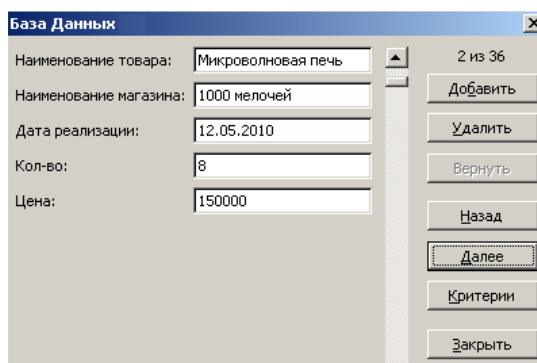 База Данных
Наименование товара: Микроволновая печь
Наименование магазина: 1000 мелочей
Дата реализации: 12.05.2010
Кол-во: 8
Цена: 150000
2 из 36
Добавить
Удалить
Вернуть
Назад
Далее
Критерии
Закрыть